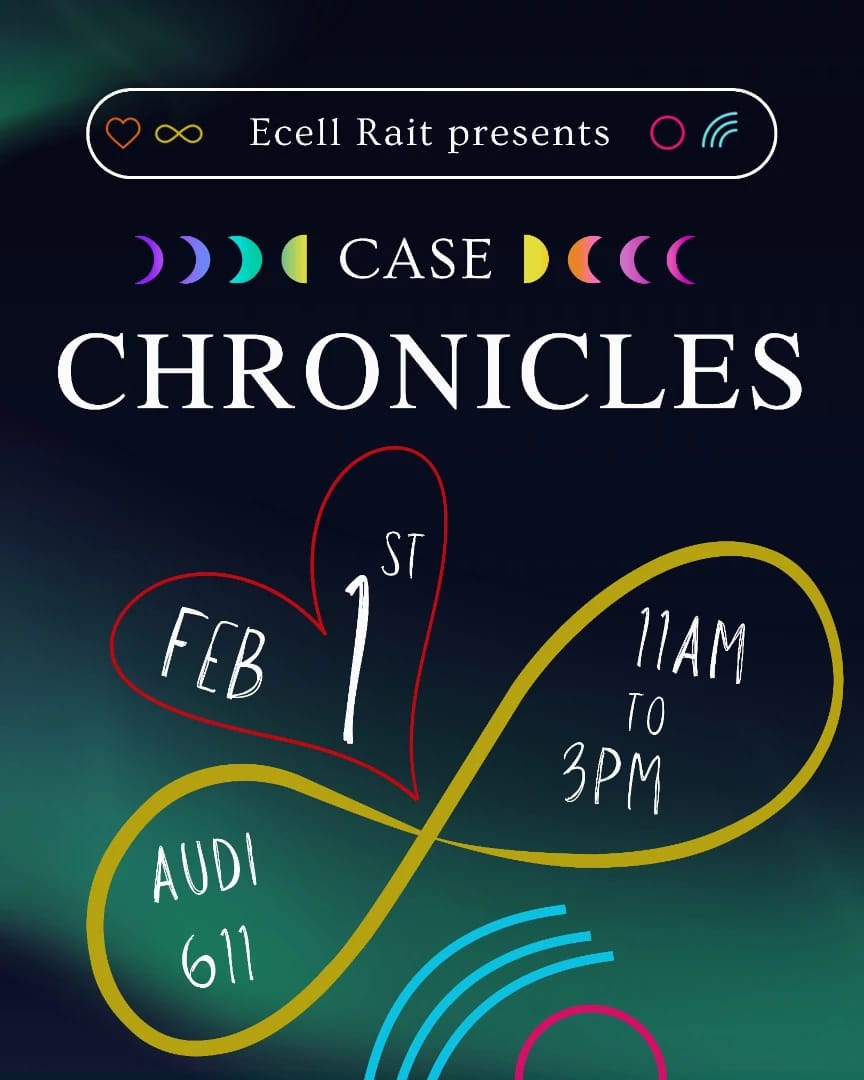 Ecell Rait presents
CASE
CHRONICLES
FEB 1ST
11AM
TO
3PM
AUDI
611